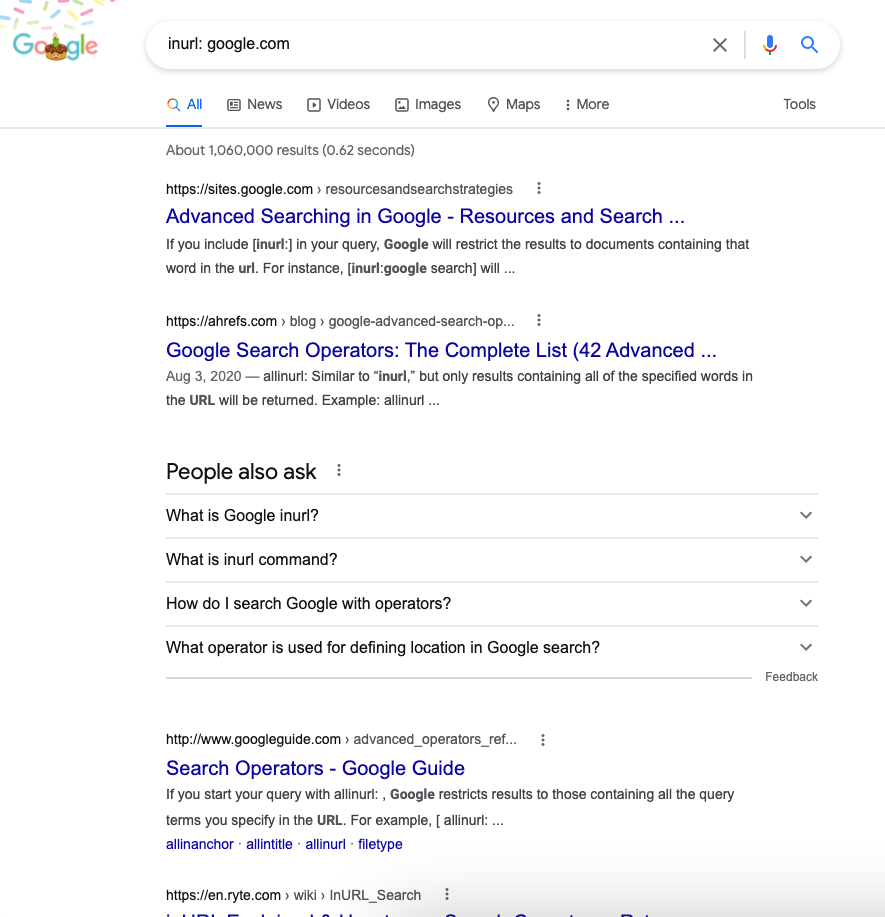 Google
inurl: google.com
All News Videos Images Maps More Tools
About 1,060,000 results (0.62 seconds)
https://sites.google.com › resourcesandsearchstrategies
Advanced Searching in Google - Resources and Search ...
If you include [inurl:] in your query, Google will restrict the results to documents containing that
word in the url. For instance, [inurl:google search] will ...
https://ahrefs.com › blog › google-advanced-search-op...
Google Search Operators: The Complete List (42 Advanced ...
Aug 3, 2020 — allinurl: Similar to “inurl,” but only results containing all of the specified words in
the URL will be returned. Example: allinurl ...
People also ask
What is Google inurl?
What is inurl command?
How do I search Google with operators?
What operator is used for defining location in Google search?
Feedback
http://www.googleguide.com › advanced_operators_ref...
Search Operators - Google Guide
If you start your query with allinurl: , Google restricts results to those containing all the query
terms you specify in the URL. For example, [ allinurl: ...
allinanchor · allintitle · allinurl · filetype
https://en.ryte.com › wiki › InURL_Search